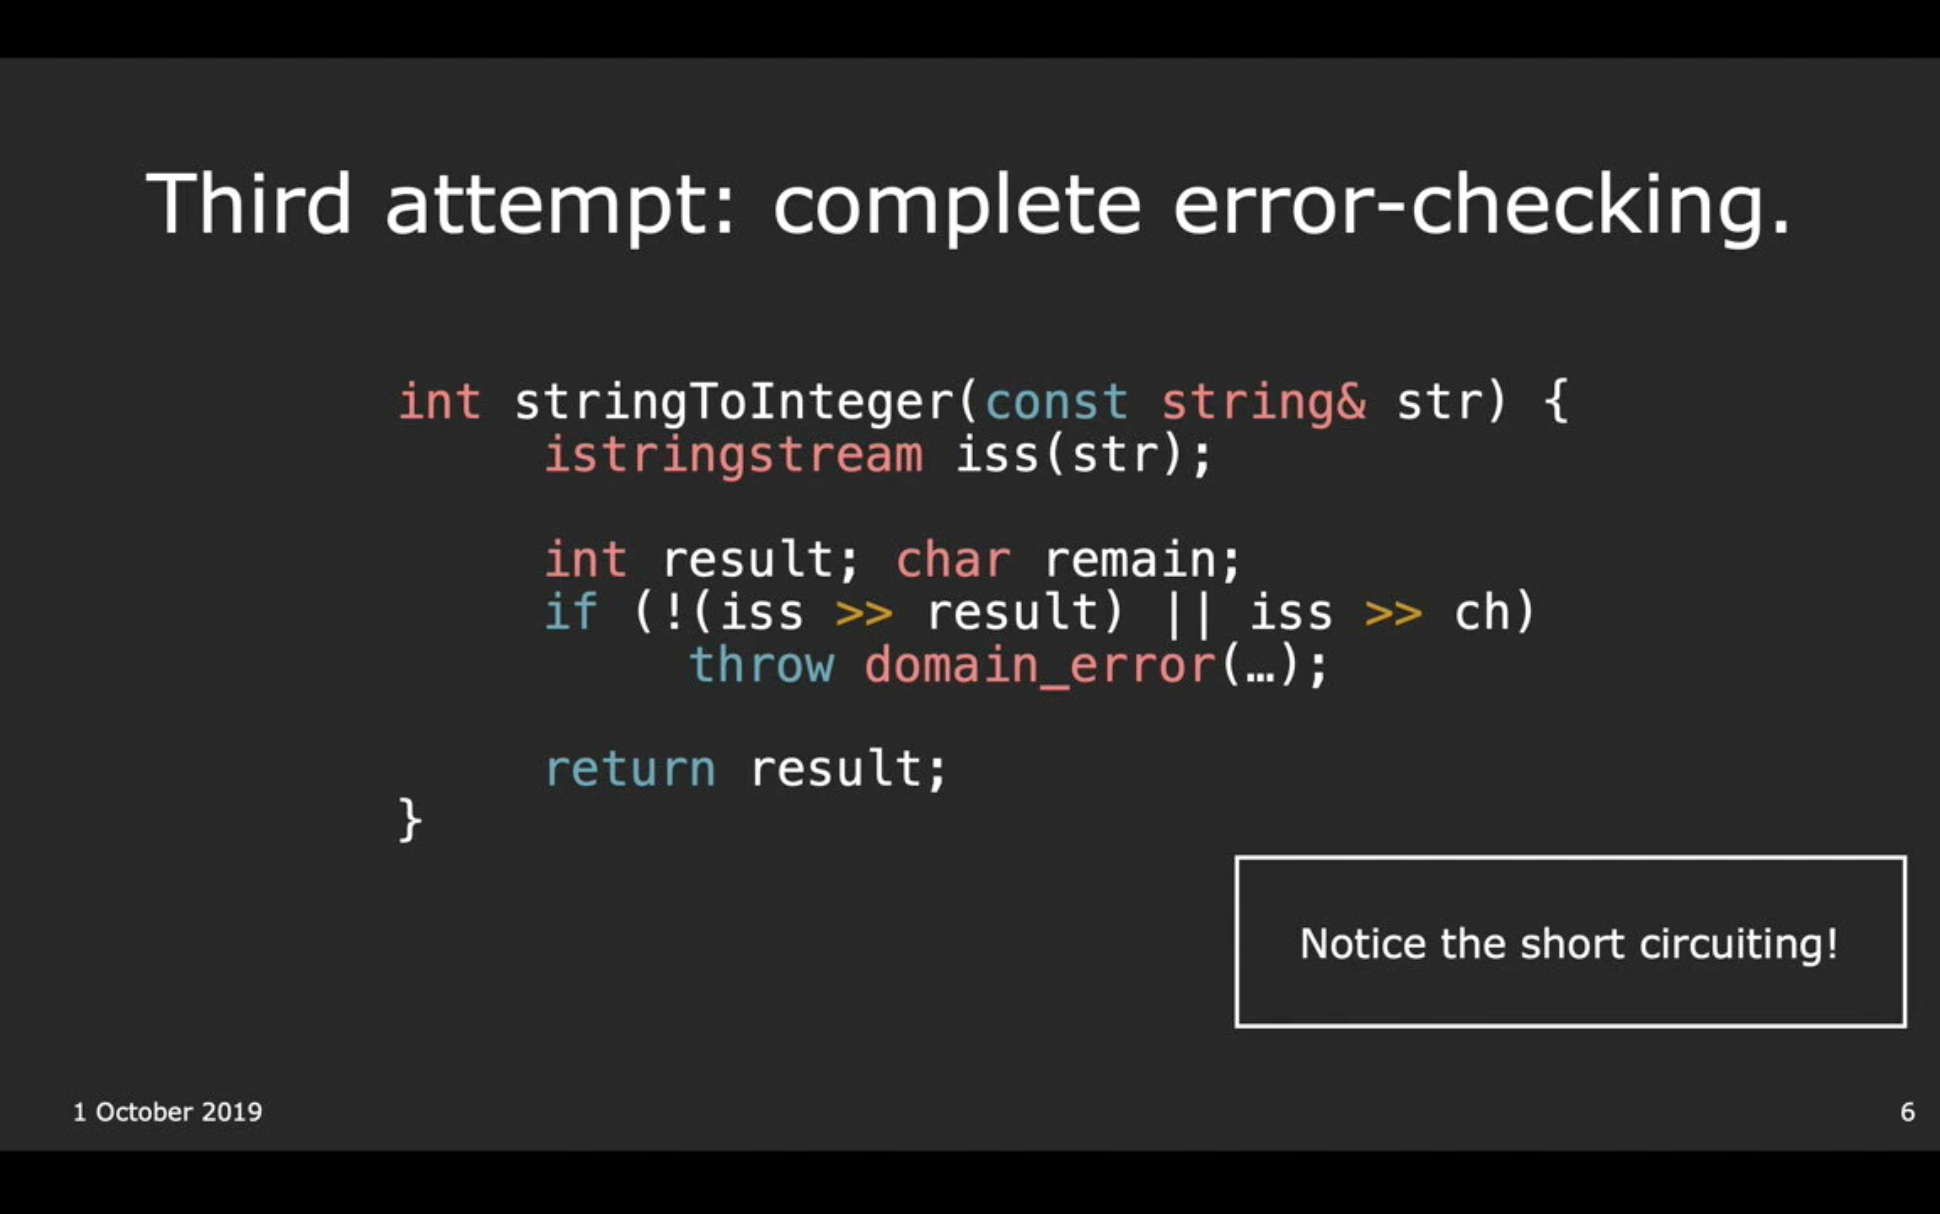 Third attempt: complete error-checking.
int stringToInteger(const string& str) {
istringstream iss(str);
int result; char remain;
if (!(iss >> result) || iss >> ch)
throw domain_error(…);
return result;
}
Notice the short circuiting!
1 October 2019
6